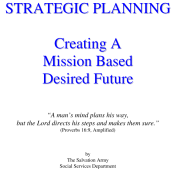 STRATEGIC PLANNING
Creating A
Mission Based
Desired Future
"A man's mind plans his way,
but the Lord directs his steps and makes them sure."
(Proverbs 16:9, Amplified)
by
The Salvation Army
Social Services Department